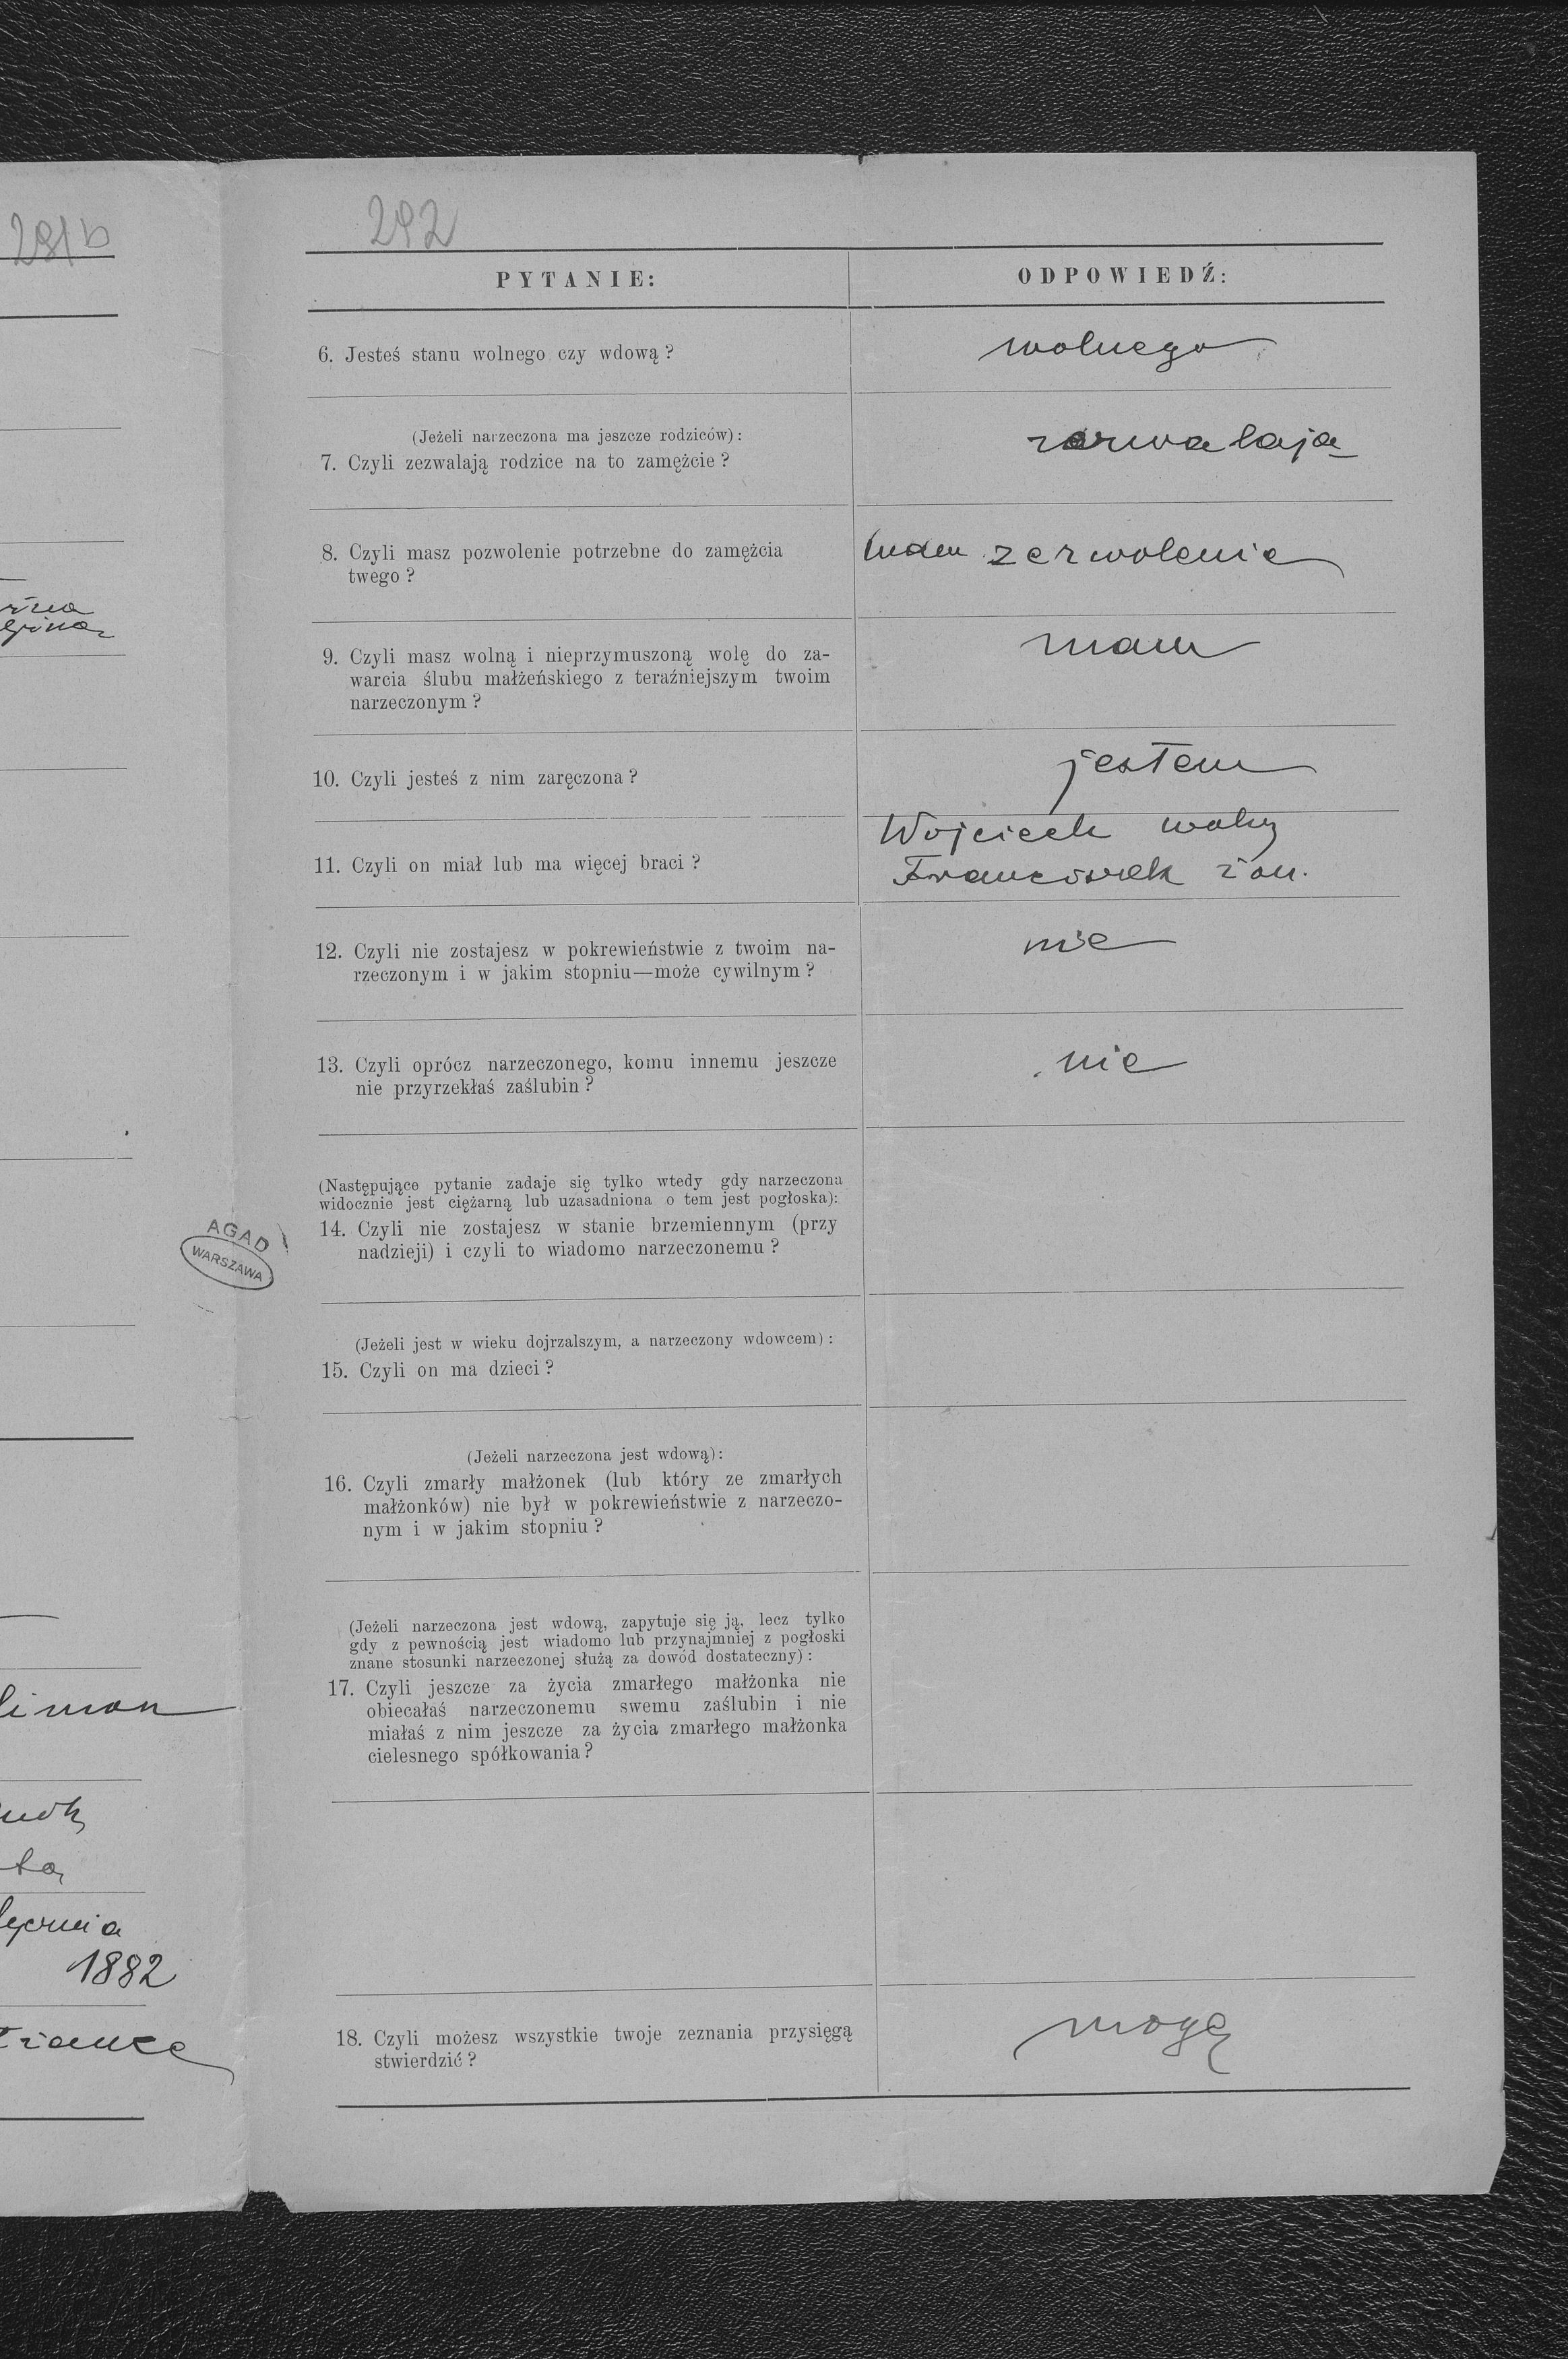 281b
292
PYTANIE:
ODPOWIEDŹ:
6. Jesteś stanu wolnego czy wdową?
wolnego
(Jeżeli narzeczona ma jeszcze rodziców):
7. Czyli zezwalają rodzice na to zamężcie?
zezwalają
8. Czyli masz pozwolenie potrzebne do zamężcia
twego?
zezwolenie
9. Czyli masz wolną i nieprzymuszoną wolę do za-
warcia ślubu małżeńskiego z teraźniejszym twoim
narzeczonym?
mam
10. Czyli jesteś z nim zaręczona?
jestem
11. Czyli on miał lub ma więcej braci?
Wojciech wolny
Franciszek żon.
12. Czyli nie zostajesz w pokrewieństwie z twoim na-
rzeczonym i w jakim stopniu—może cywilnym?
nie
13. Czyli oprócz narzeczonego, komu innemu jeszcze
nie przyrzekłaś zaślubin?
nie
(Następujące pytanie zadaje się tylko wtedy gdy narzeczona
widocznie jest ciężarną lub uzasadniona o tem jest pogłoska):
14. Czyli nie zostajesz w stanie brzemiennym (przy
nadzieji) i czyli to wiadomo narzeczonemu?
AGAD
WARSZAWA
(Jeżeli jest w wieku dojrzalszym, a narzeczony wdowcem):
15. Czyli on ma dzieci?
(Jeżeli narzeczona jest wdową):
16. Czyli zmarły małżonek (lub który ze zmarłych
małżonków) nie był w pokrewieństwie z narzeczo-
nym i w jakim stopniu?
(Jeżeli narzeczona jest wdową, zapytuje się ją, lecz tylko
gdy z pewnością jest wiadomo lub przynajmniej z pogłoski
znane stosunki narzeczonej służą za dowód dostateczny):
17. Czyli jeszcze za życia zmarłego małżonka nie
obiecałaś narzeczonemu swemu zaślubin i nie
miałaś z nim jeszcze za życia zmarłego małżonka
cielesnego spółkowania?
1882
18. Czyli możesz wszystkie twoje zeznania przysięgą
stwierdzić?
mogę